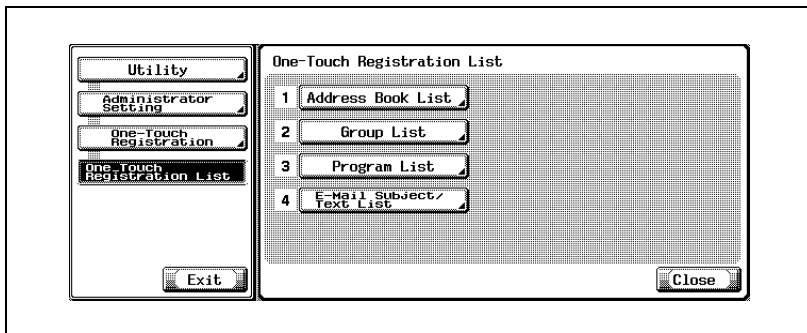 Utility
Administrator
Setting
One-Touch
Registration
One-Touch
Registration List
Exit
One-Touch Registration List
1 Address Book List
2 Group List
3 Program List
4 E-Mail Subject/
Text List
Close